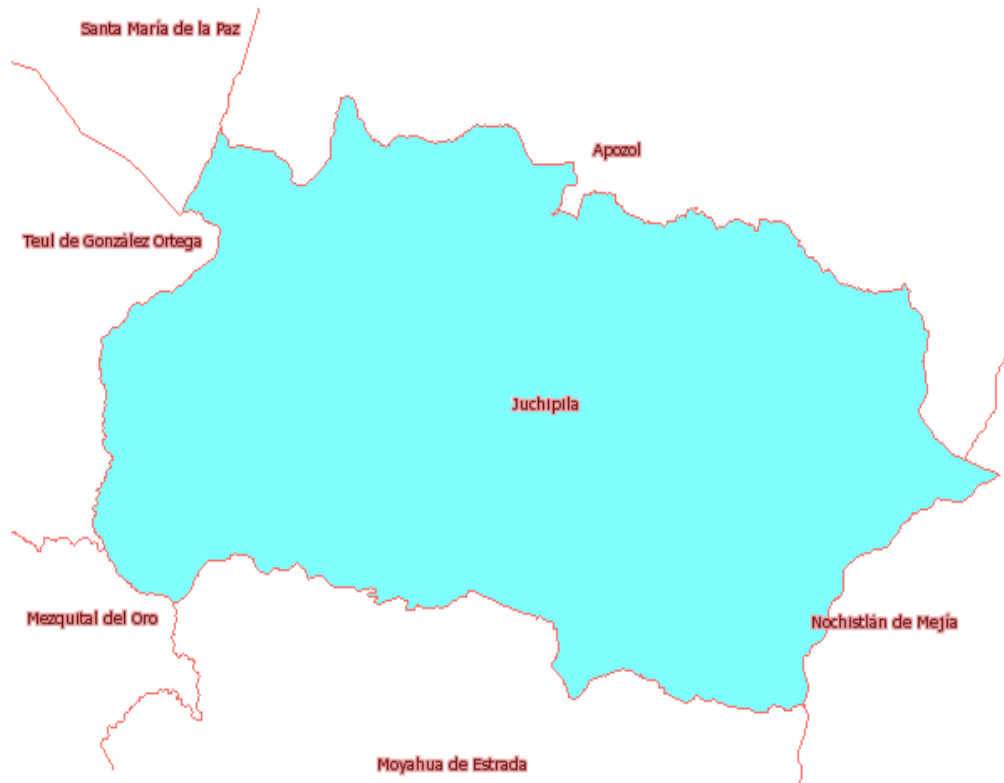 Santa María de la Paz
Apozol
Teul de González Ortega
Juchipila
Mezquital del Oro
Nochistlán de Mejía
Moyahua de Estrada